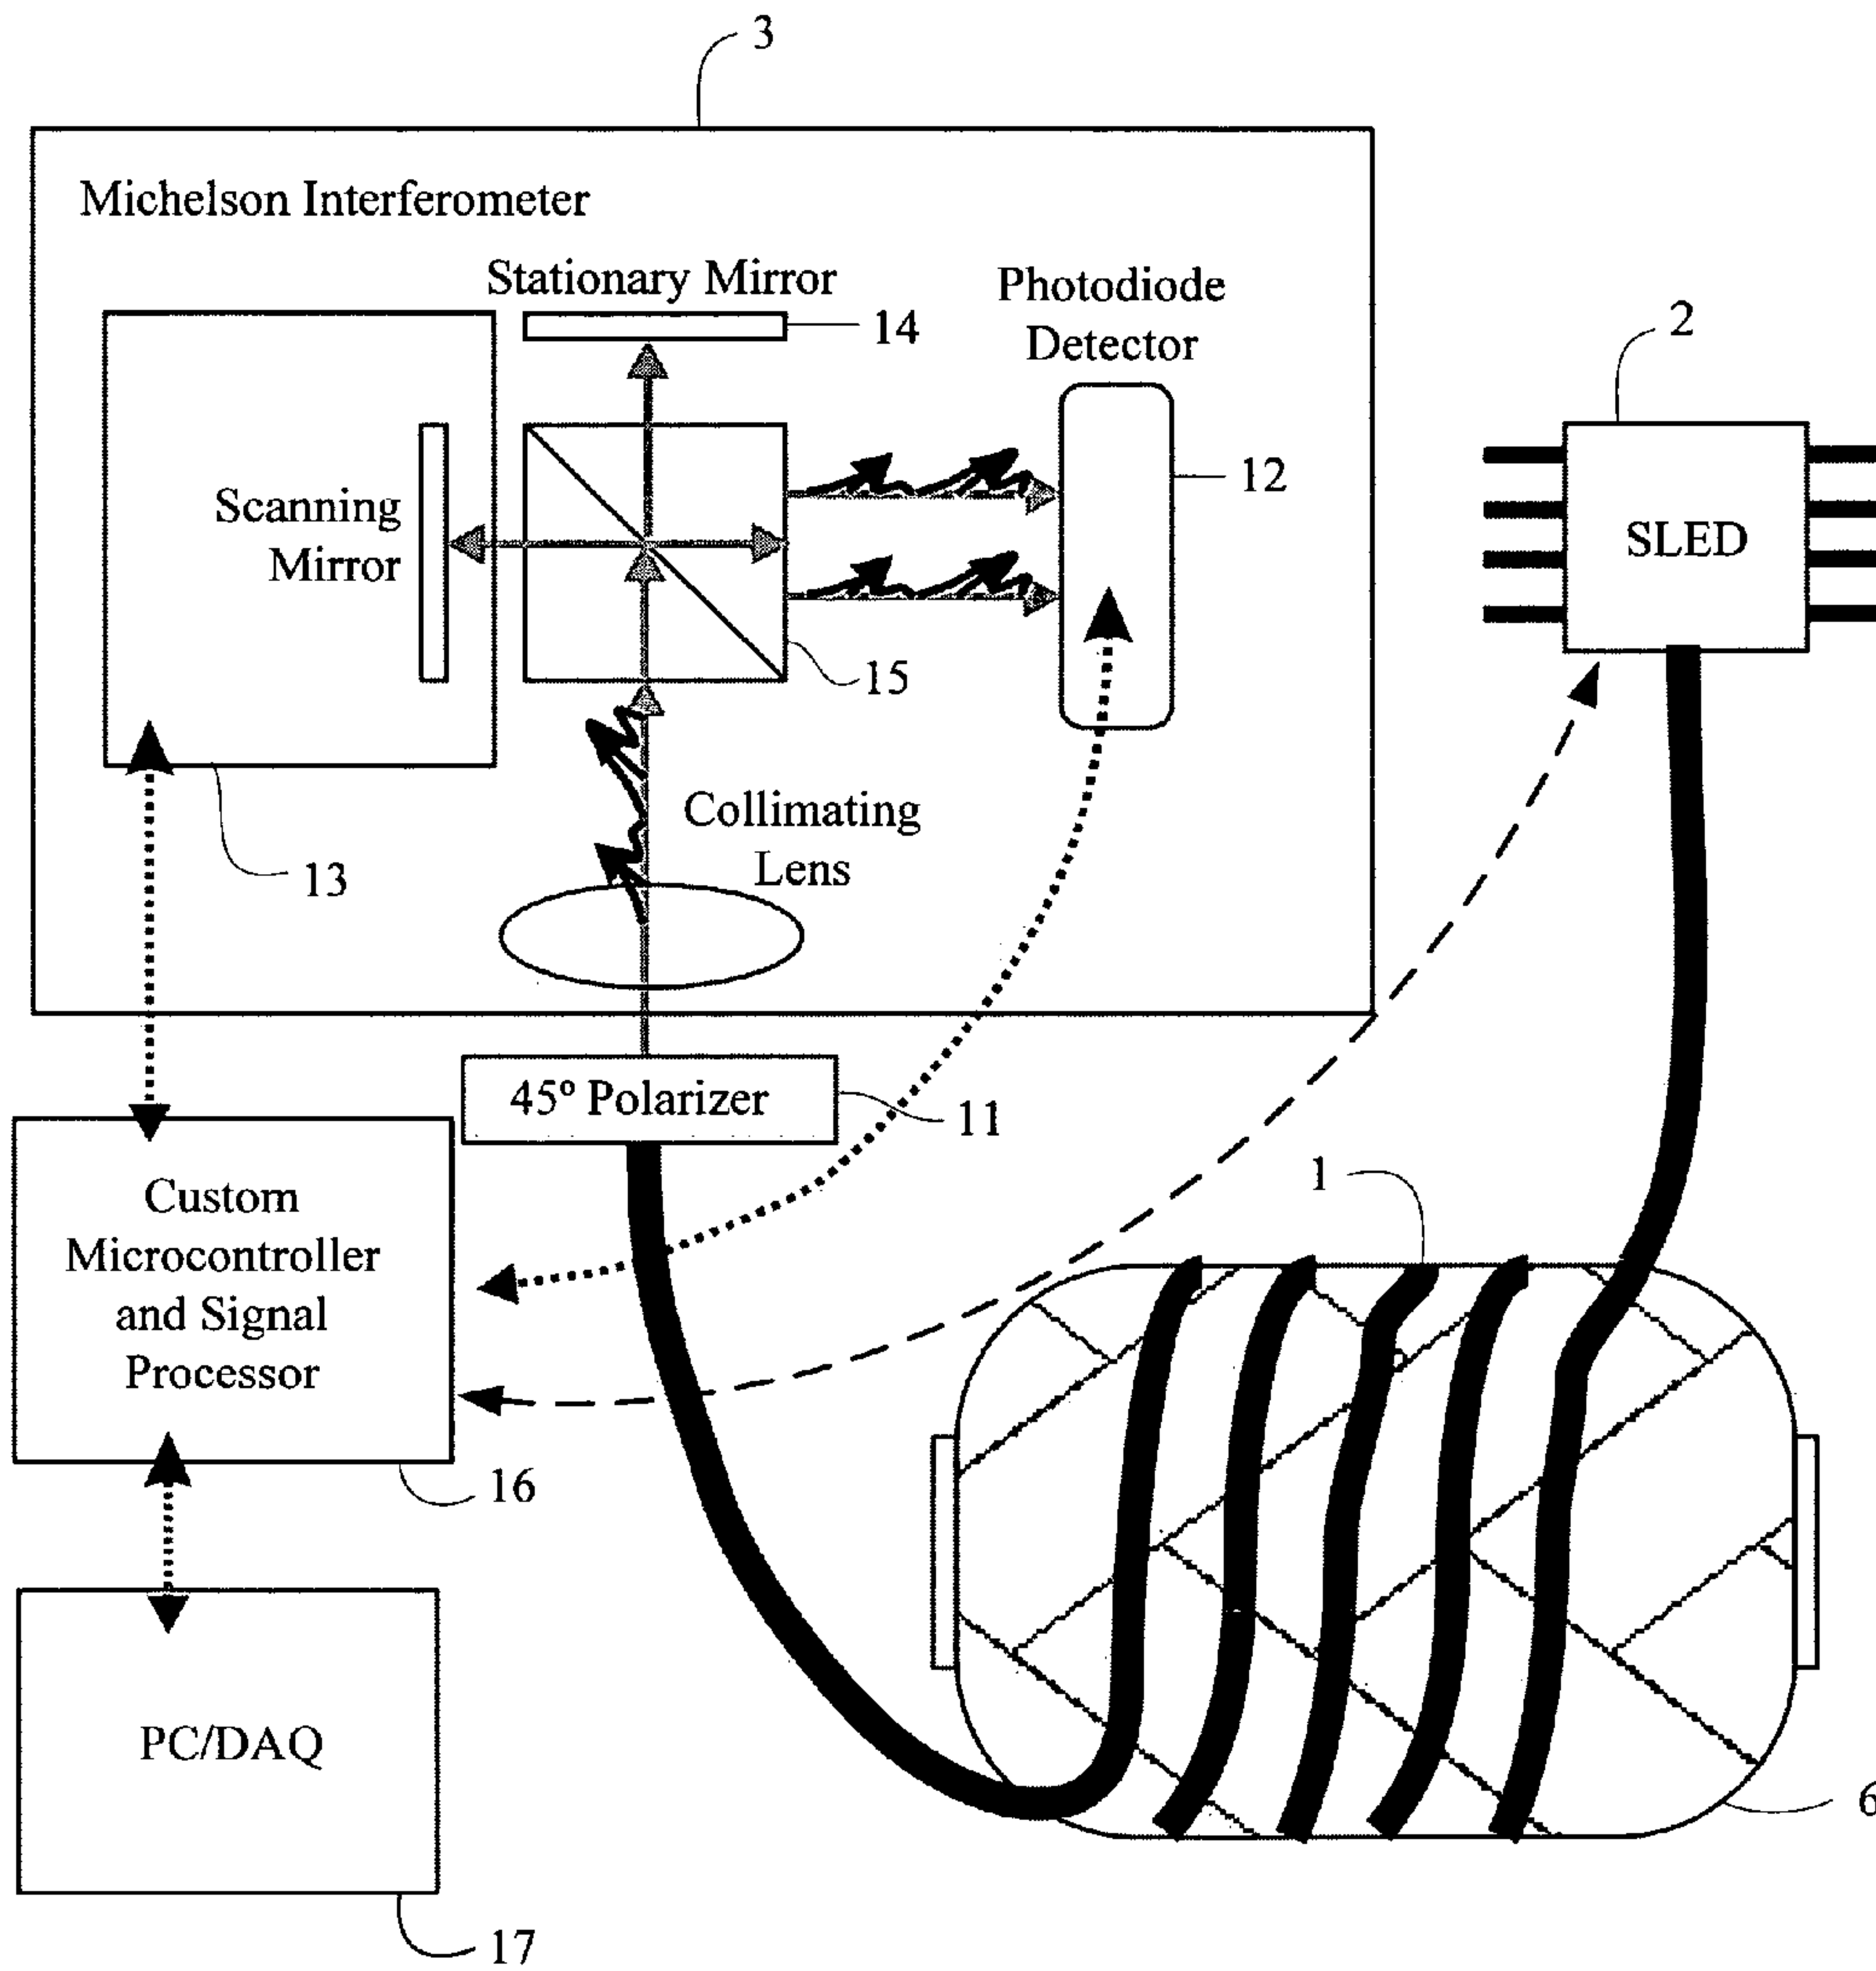 3
Michelson Interferometer
Stationary Mirror
14
Photodiode
Detector
12
2
SLED
Scanning
Mirror
15
Collimating
Lens
13
45º Polarizer
11
1
Custom
Microcontroller
and Signal
Processor
16
PC/DAQ
6
17